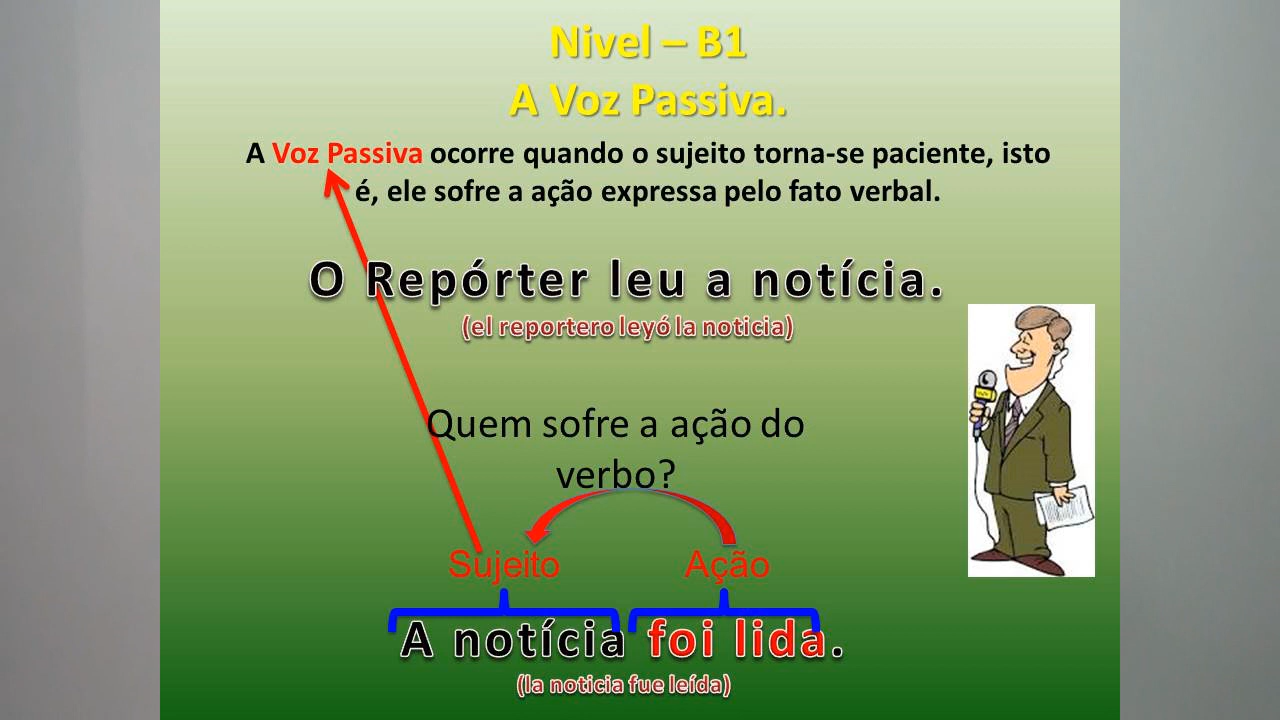 Nivel – B1
A Voz Passiva.
A Voz Passiva ocorre quando o sujeito torna-se paciente, isto
é, ele sofre a ação expressa pelo fato verbal.
O Repórter leu a notícia.
(el reportero leyó la noticia)
Quem sofre a ação do
verbo?
Sujeito Ação
A notícia foi lida.
(la noticia fue leída)